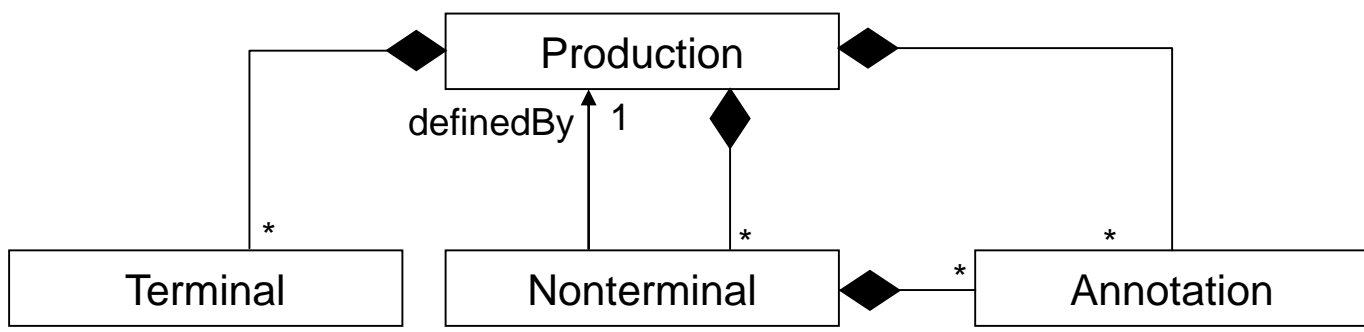 Production
definedBy 1
* * *
*
Terminal Nonterminal Annotation